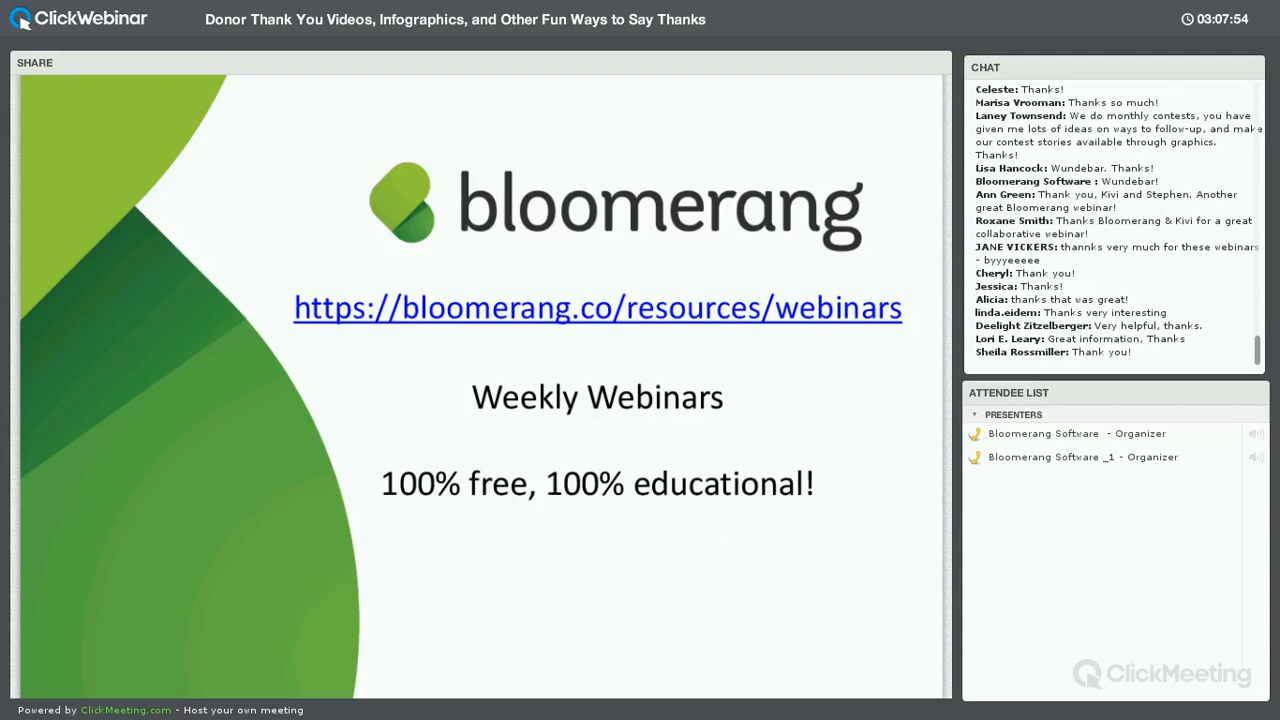 ClickWebinar
Donor Thank You Videos, Infographics, and Other Fun Ways to Say Thanks
03:07:54
SHARE
bloomerang
https://bloomerang.co/resources/webinars
Weekly Webinars
100% free, 100% educational!
CHAT
Celeste: Thanks!
Marisa Vrooman: Thanks so much!
Laney Townsend: We do monthly contests, you have
given me lots of ideas on ways to follow-up, and make
our contest stories available through graphics.
Thanks!
Lisa Hancock: Wundebar. Thanks!
Bloomerang Software : Wundebar!
Ann Green: Thank you, Kivi and Stephen. Another
great Bloomerang webinar!
Roxane Smith: Thanks Bloomerang & Kivi for a great
collaborative webinar!
JANE VICKERS: thannks very much for these webinars
- byyyeeeee
Cheryl: Thank you!
Jessica: Thanks!
Alicia: thanks that was great!
linda.eidem: Thanks very interesting
Deelight Zitzelberger: Very helpful, thanks.
Lori E. Leary: Great information, Thanks
Sheila Rossmiller: Thank you!
ATTENDEE LIST
PRESENTERS
Bloomerang Software - Organizer
Bloomerang Software _1 - Organizer
ClickMeeting
Powered by ClickMeeting.com - Host your own meeting